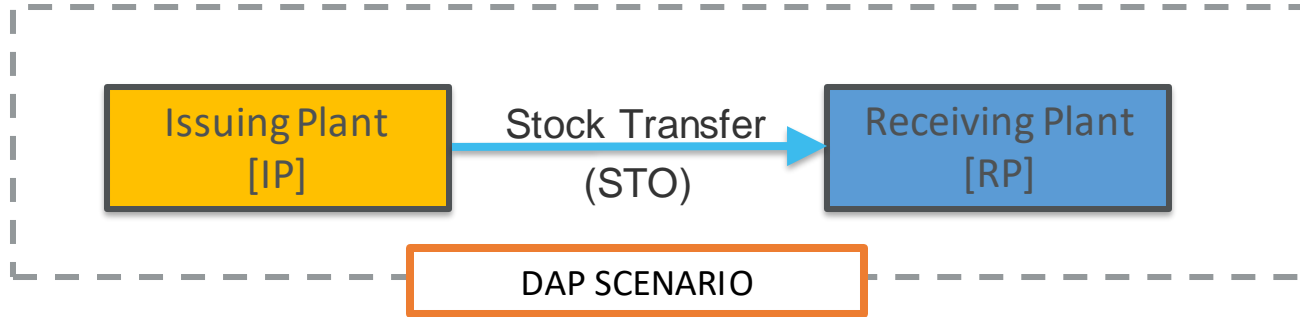 Issuing Plant
[IP]
Stock Transfer
(STO)
Receiving Plant
[RP]
DAP SCENARIO